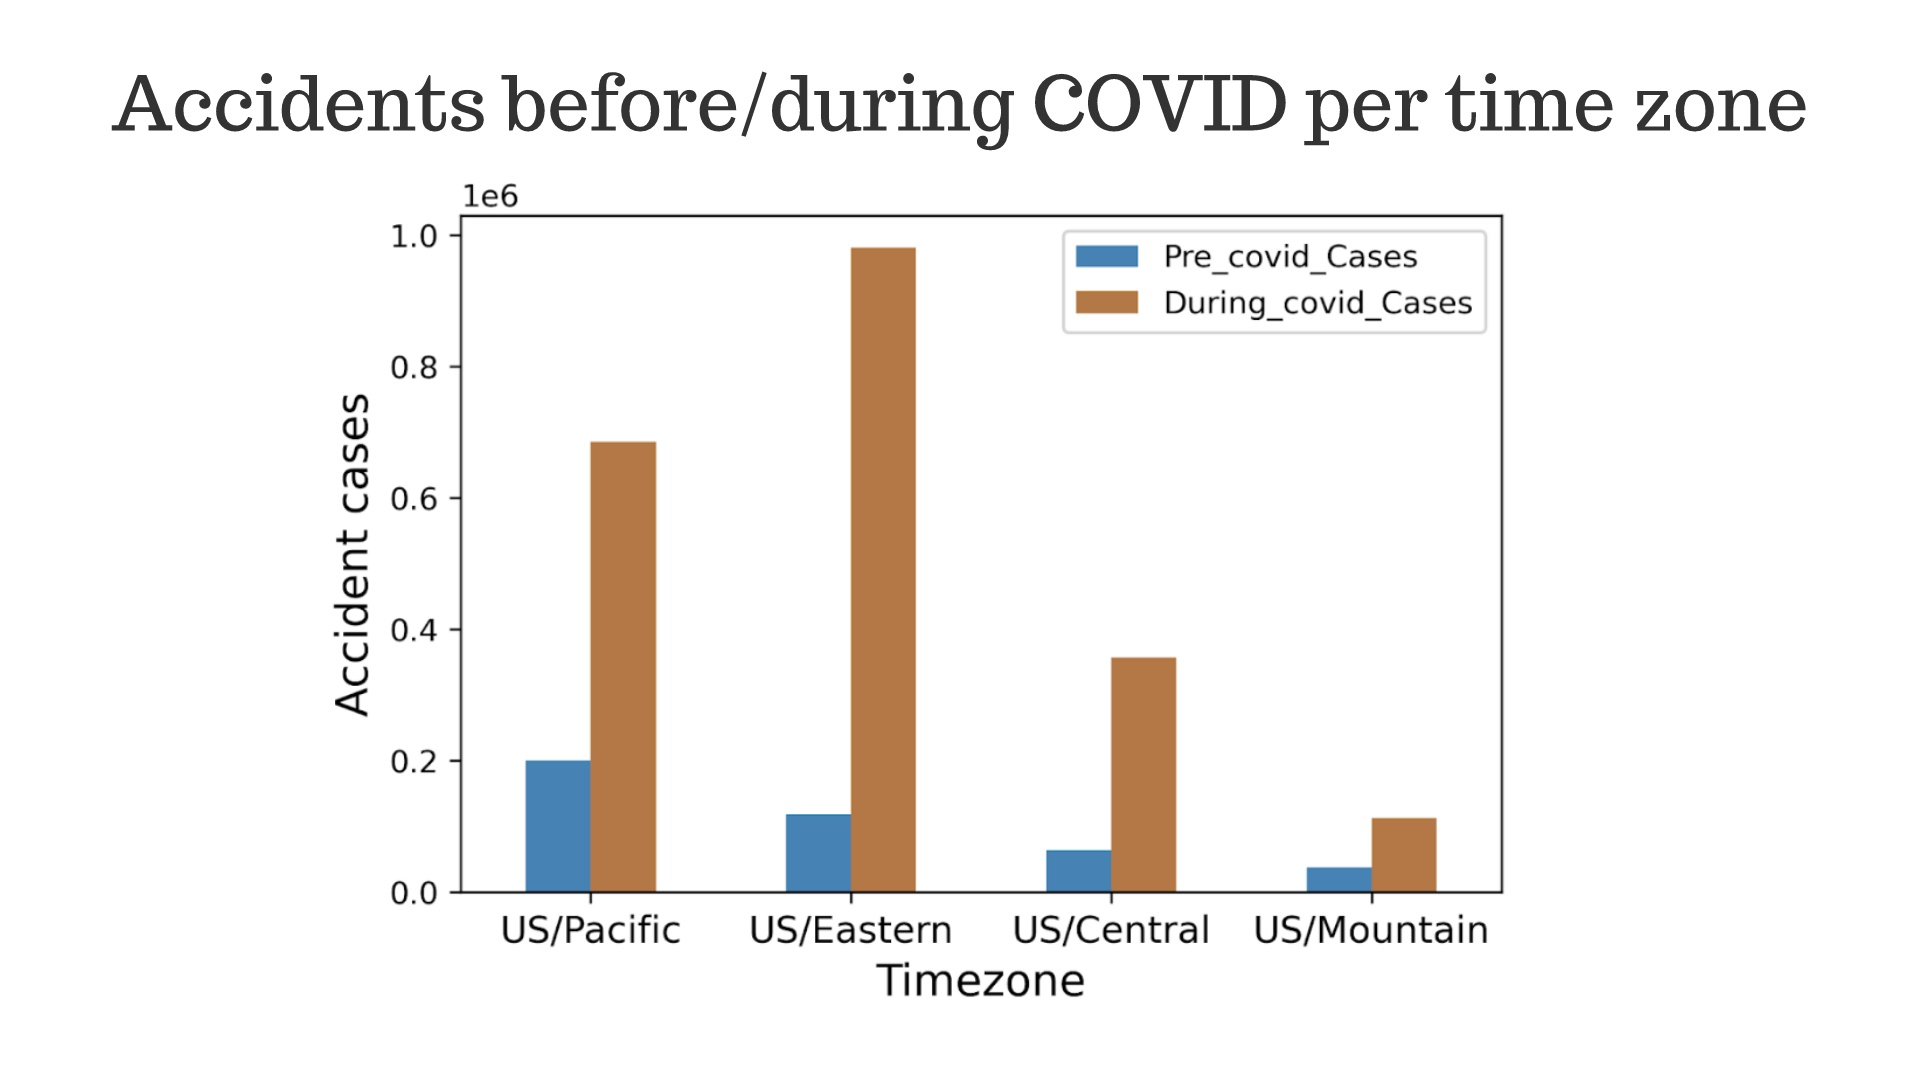 Accidents before/during COVID per time zone
1e6
1.0
0.8
0.6
0.4
0.2
0.0
Accident cases
Pre_covid_Cases
During_covid_Cases
US/Pacific US/Eastern US/Central US/Mountain
Timezone